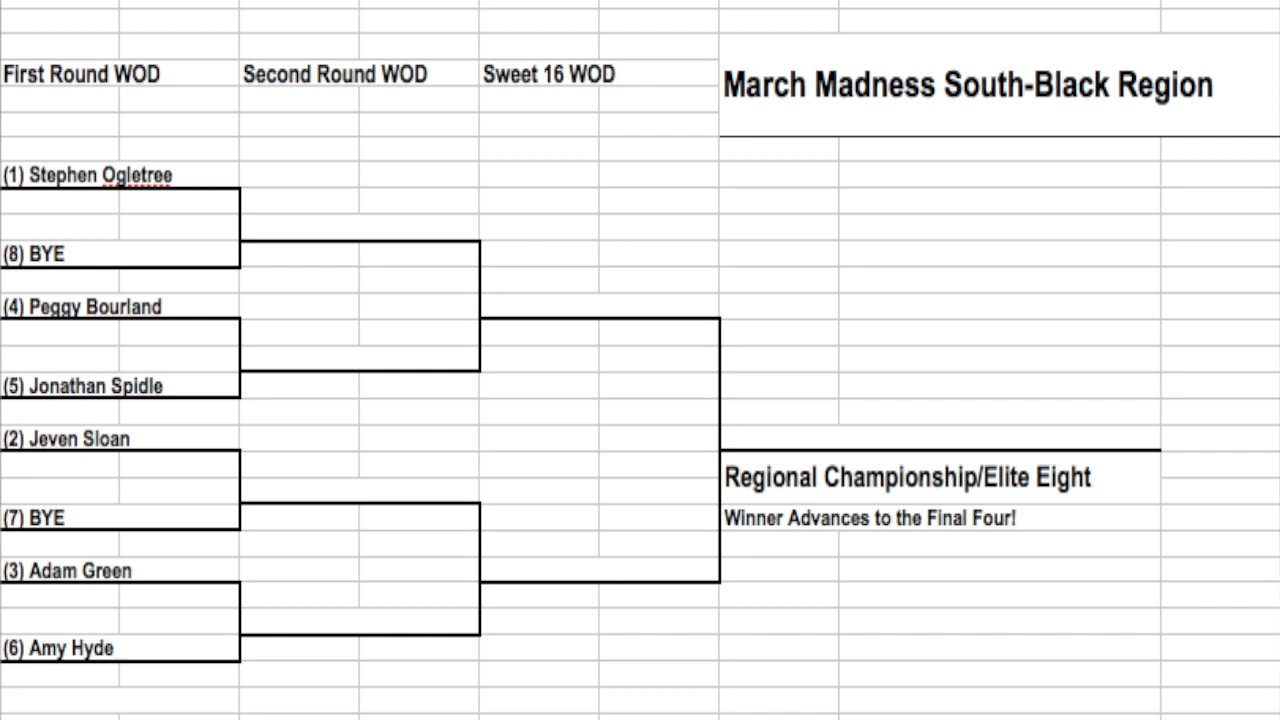 First Round WOD
Second Round WOD
Sweet 16 WOD
March Madness South-Black Region
(1) Stephen Ogletree
(8) BYE
(4) Peggy Bourland
(5) Jonathan Spidle
(2) Jeven Sloan
(7) BYE
(3) Adam Green
(6) Amy Hyde
Regional Championship/Elite Eight
Winner Advances to the Final Four!